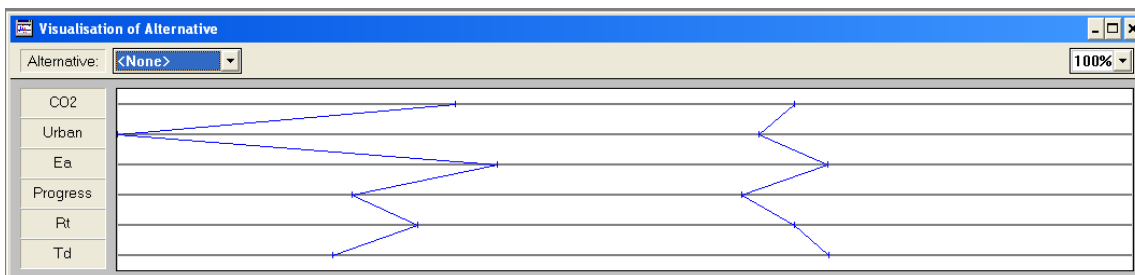 Visualisation of Alternative
Alternative: <None> 100%
CO2
Urban
Ea
Progress
Rt
Td